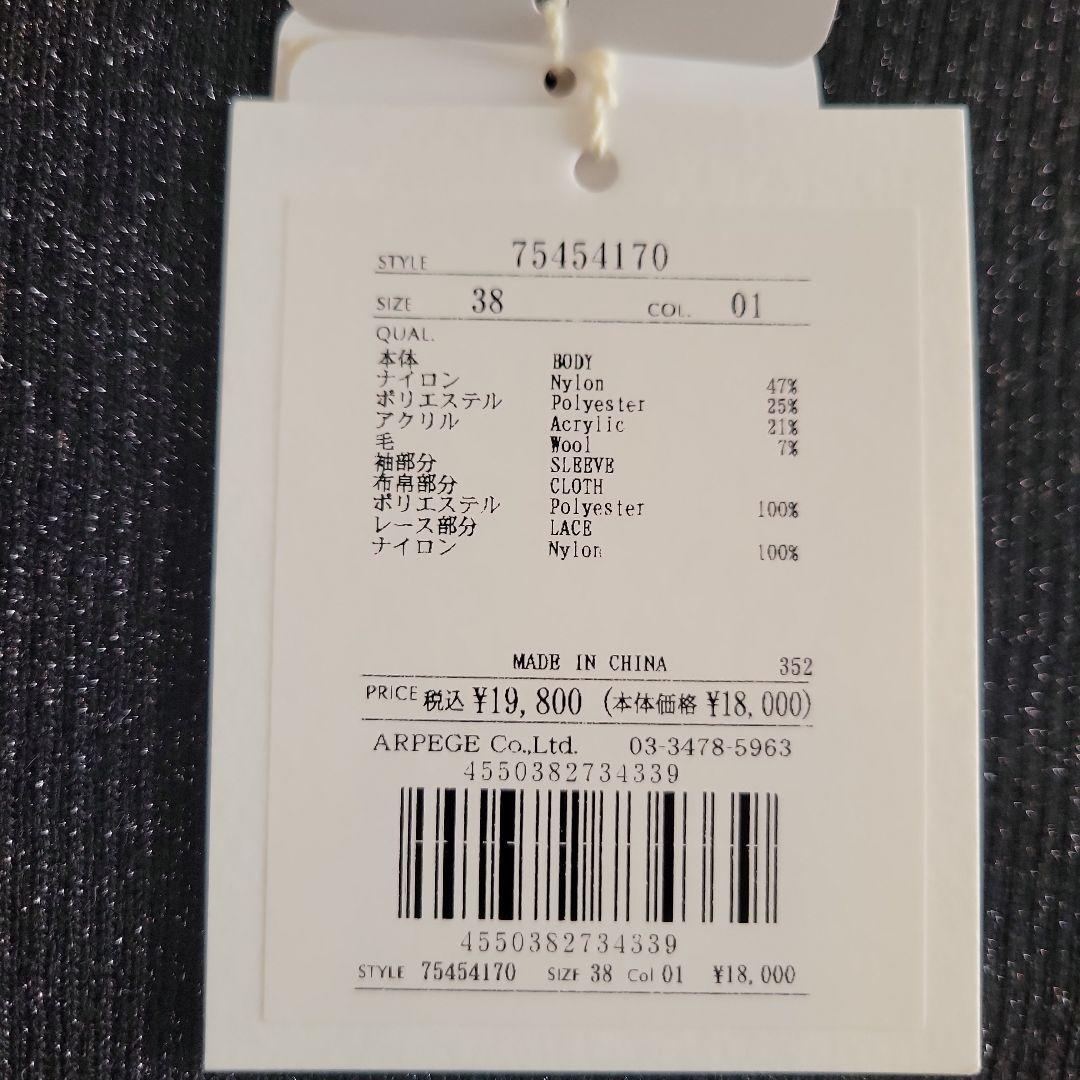 STYLE 75454170
SIZE 38 COL. 01
QUAL.
本体 BODY
ナイロン Nylon 47%
ポリエステル Polyester 25%
アクリル Acrylic 21%
毛 Wool 7%
袖部分 SLEEVE
布帛部分 CLOTH
ポリエステル Polyester 100%
レース部分 LACE
ナイロン Nylon 100%
MADE IN CHINA 352
PRICE 税込 ¥19,800 (本体価格 ¥18,000)
ARPEGE Co.,Ltd. 03-3478-5963
4550382734339
4550382734339
STYLE 75454170 SIZE 38 Col 01 ¥18,000